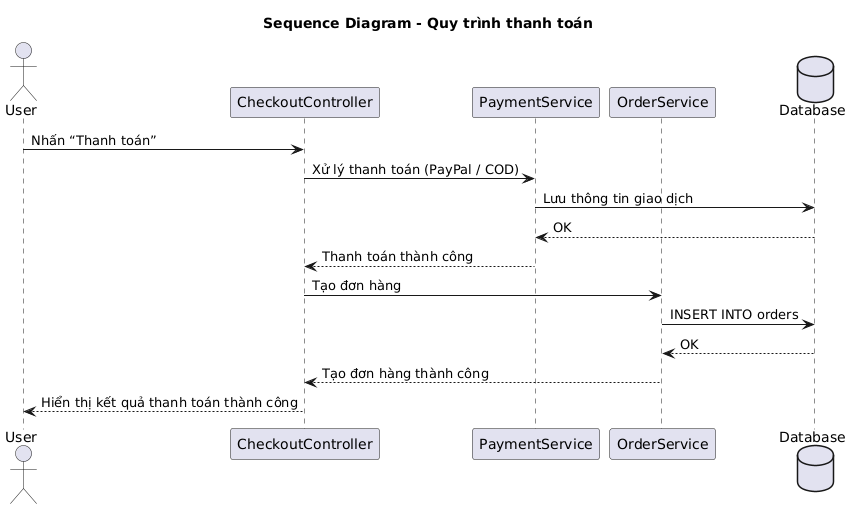 Sequence Diagram - Quy trình thanh toán
User
CheckoutController
PaymentService
OrderService
Database
Nhấn “Thanh toán”
Xử lý thanh toán (PayPal / COD)
Lưu thông tin giao dịch
OK
Thanh toán thành công
Tạo đơn hàng
INSERT INTO orders
OK
Tạo đơn hàng thành công
Hiển thị kết quả thanh toán thành công
User
CheckoutController
PaymentService
OrderService
Database